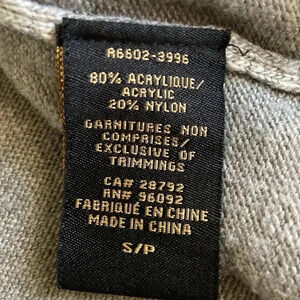 R6602-3996
80% ACRYLIQUE/
ACRYLIC
20% NYLON
GARNITURES NON
COMPRISES/
EXCLUSIVE OF
TRIMMINGS
CA# 28792
RN# 96092
FABRIQUÉ EN CHINE
MADE IN CHINA
S/P